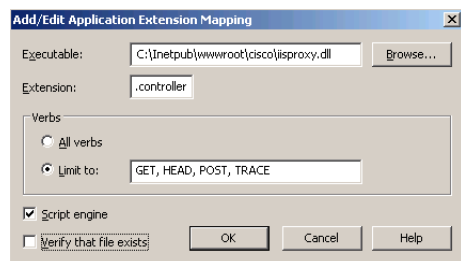 Add/Edit Application Extension Mapping
Executable: C:\Inetpub\wwwroot\cisco\iisproxy.dll Browse...
Extension: .controller
Verbs
All verbs
Limit to: GET, HEAD, POST, TRACE
Script engine
Verify that file exists OK Cancel Help